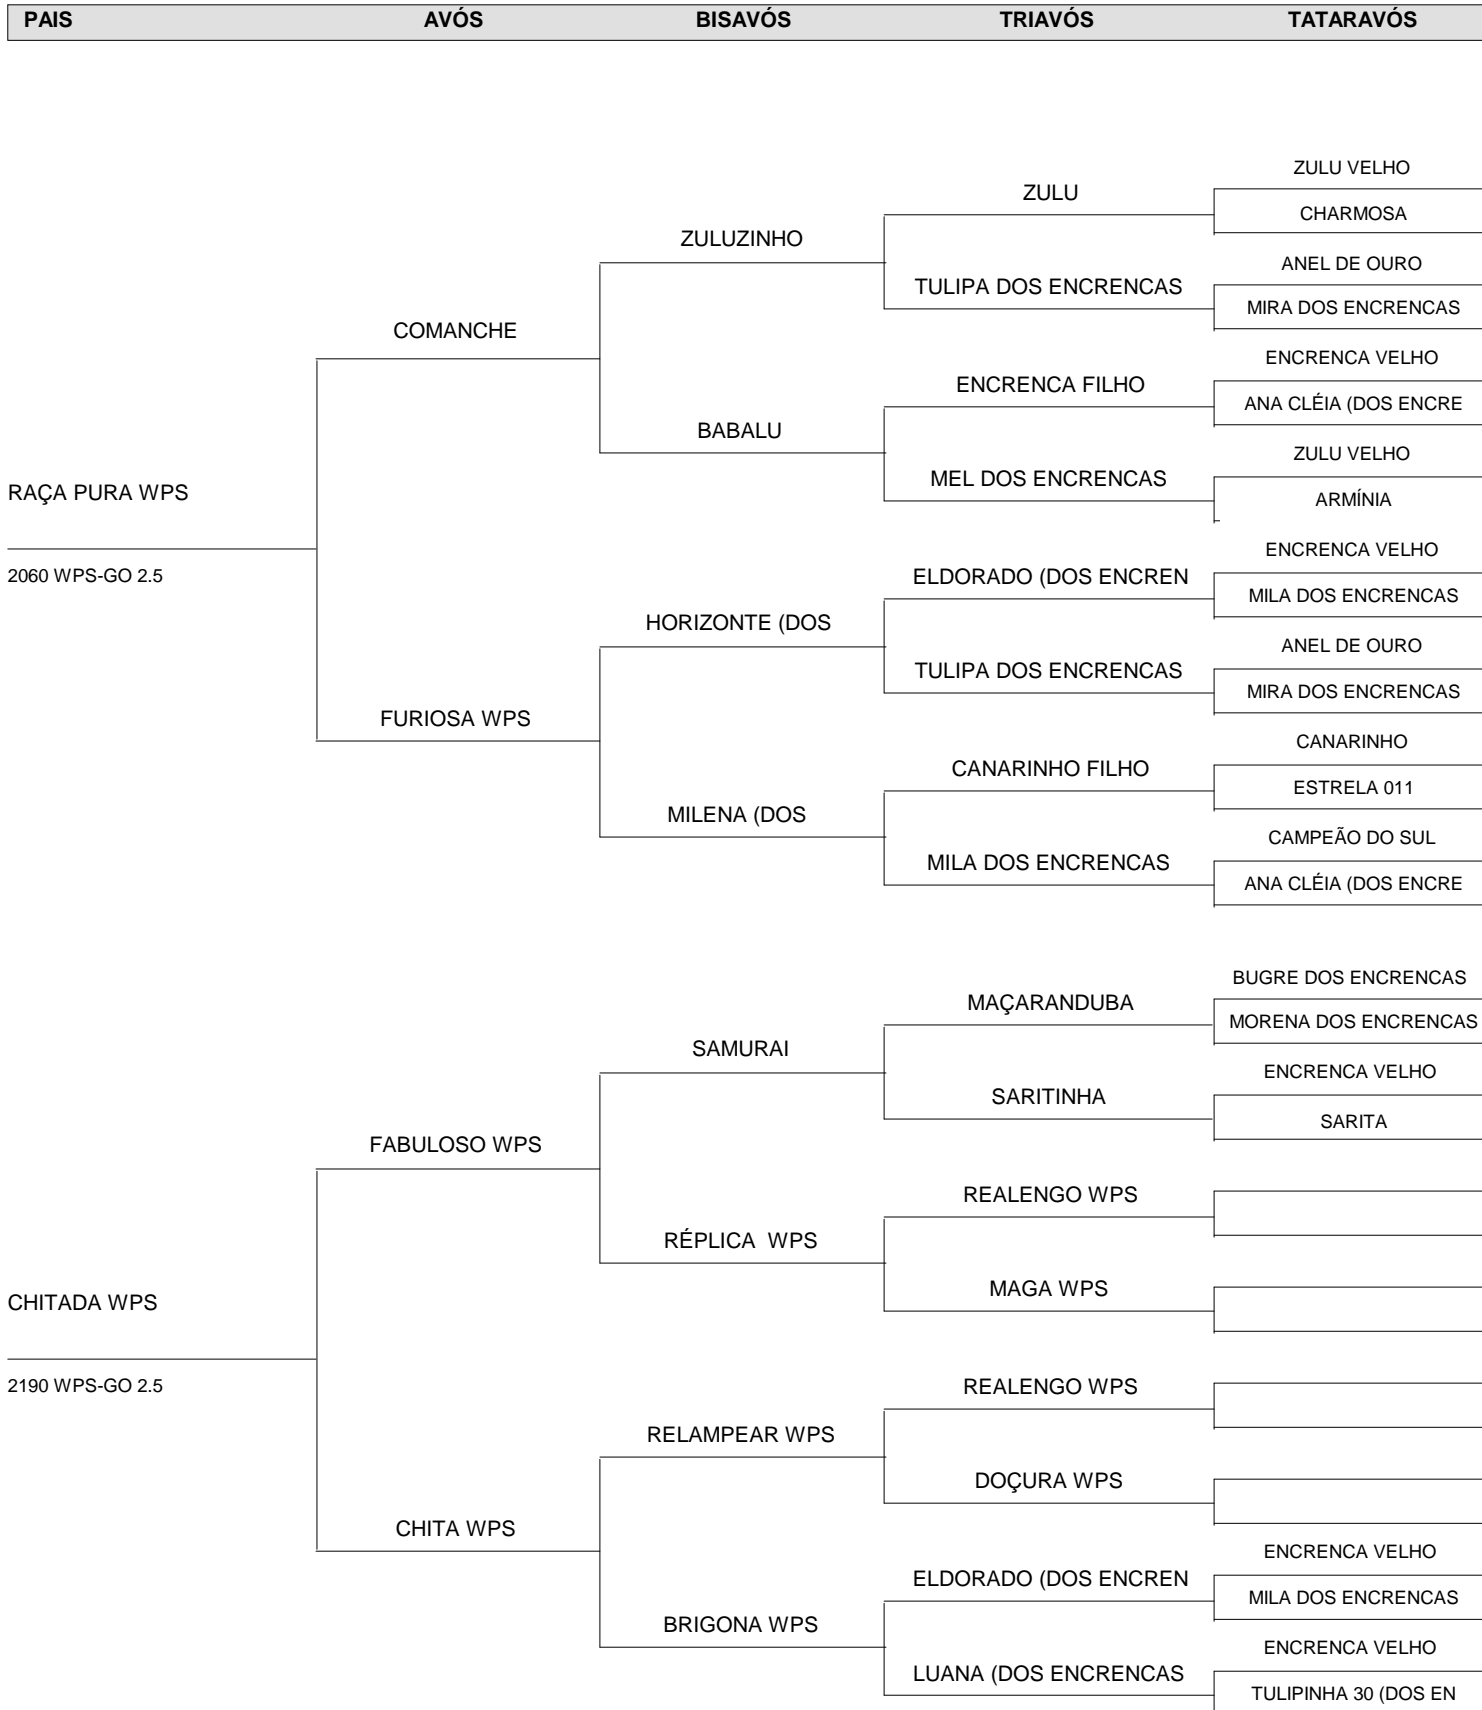 PAIS AVÓS BISAVÓS TRIAVÓS TATARAVÓS
ZULU VELHO
ZULU
CHARMOSA
ZULUZINHO
ANEL DE OURO
TULIPA DOS ENCRENCAS
MIRA DOS ENCRENCAS
COMANCHE
ENCRENCA VELHO
ENCRENCA FILHO
ANA CLÉIA (DOS ENCRE
BABALU
ZULU VELHO
MEL DOS ENCRENCAS
RAÇA PURA WPS
ARMÍNIA
ENCRENCA VELHO
2060 WPS-GO 2.5
ELDORADO (DOS ENCREN
MILA DOS ENCRENCAS
HORIZONTE (DOS
ANEL DE OURO
TULIPA DOS ENCRENCAS
MIRA DOS ENCRENCAS
FURIOSA WPS
CANARINHO
CANARINHO FILHO
ESTRELA 011
MILENA (DOS
CAMPEÃO DO SUL
MILA DOS ENCRENCAS
ANA CLÉIA (DOS ENCRE
BUGRE DOS ENCRENCAS
MAÇARANDUBA
MORENA DOS ENCRENCAS
SAMURAI
ENCRENCA VELHO
SARITINHA
SARITA
FABULOSO WPS
REALENGO WPS
RÉPLICA  WPS
MAGA WPS
CHITADA WPS
2190 WPS-GO 2.5
REALENGO WPS
RELAMPEAR WPS
DOÇURA WPS
CHITA WPS
ENCRENCA VELHO
ELDORADO (DOS ENCREN
MILA DOS ENCRENCAS
BRIGONA WPS
ENCRENCA VELHO
LUANA (DOS ENCRENCAS
TULIPINHA 30 (DOS EN